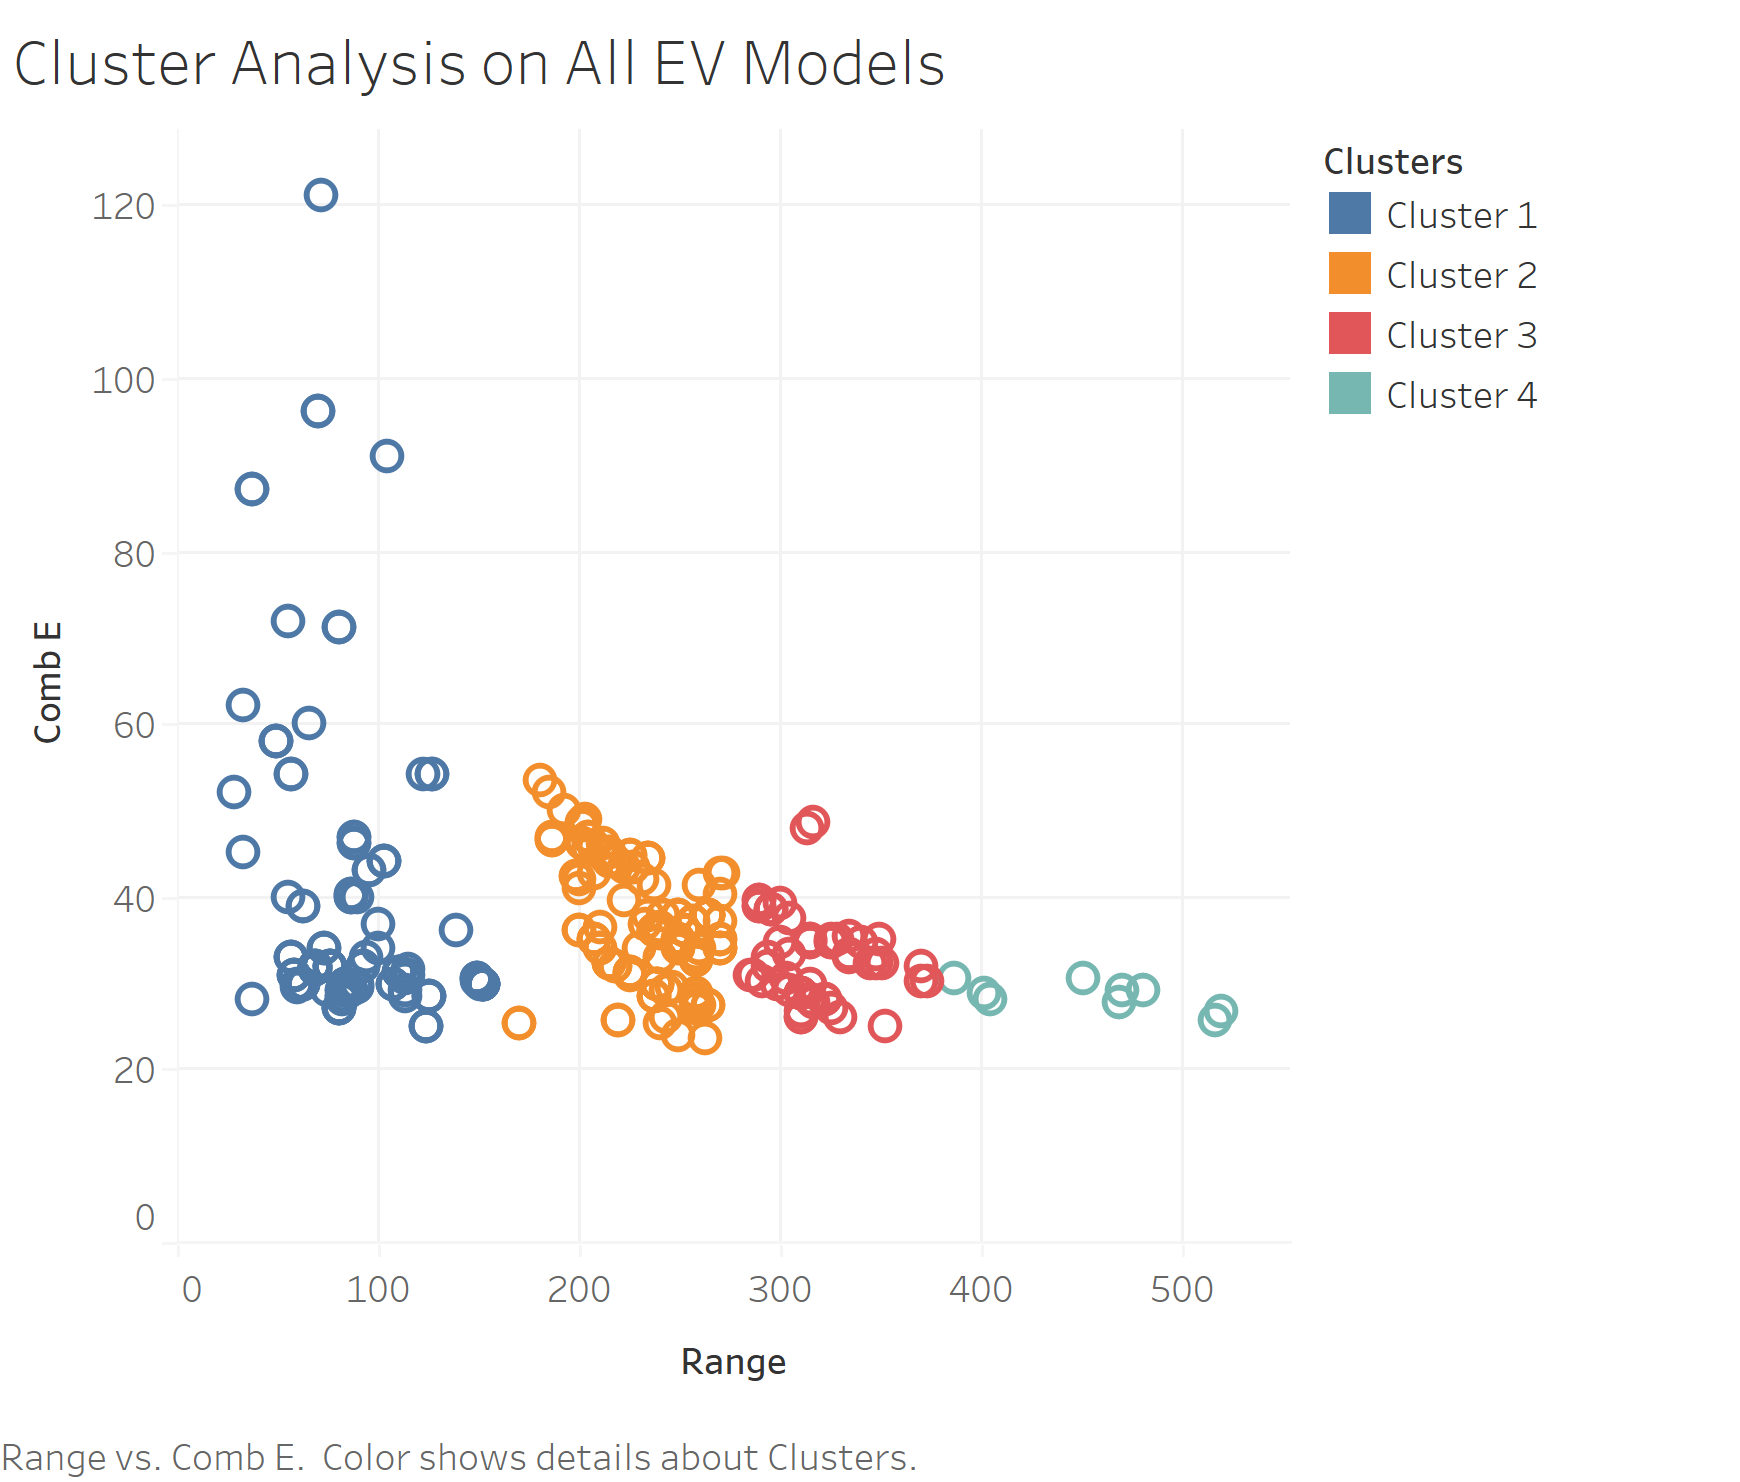 Cluster Analysis on All EV Models
Clusters
Cluster 1
Cluster 2
Cluster 3
Cluster 4
120
100
80
60
40
20
0
Comb E
0 100 200 300 400 500
Range
Range vs. Comb E. Color shows details about Clusters.